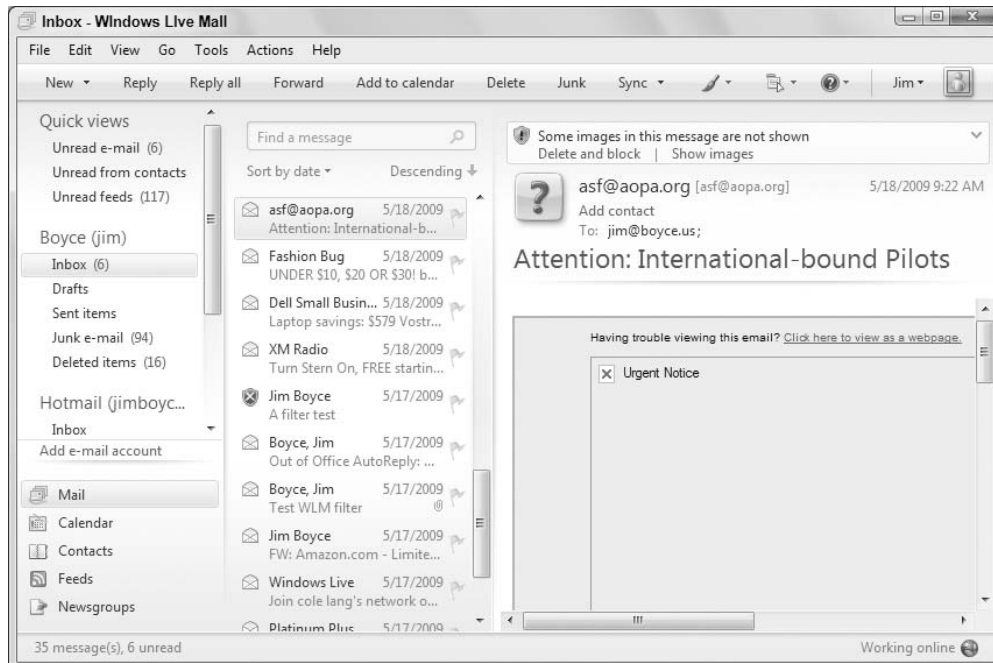 Inbox - Windows Live Mail
File Edit View Go Tools Actions Help
New Reply Reply all Forward Add to calendar Delete Junk Sync Jim
Quick views
Unread e-mail (6)
Unread from contacts
Unread feeds (117)
Boyce (jim)
Inbox (6)
Drafts
Sent items
Junk e-mail (94)
Deleted items (16)
Hotmail (jimboyc...
Inbox
Add e-mail account
Mail
Calendar
Contacts
Feeds
Newsgroups
Find a message
Sort by date Descending
asf@aopa.org 5/18/2009
Attention: International-b...
Fashion Bug 5/18/2009
UNDER $10, $20 OR $30! b...
Dell Small Busin... 5/18/2009
Laptop savings: $579 Vostr...
XM Radio 5/18/2009
Turn Stern On, FREE startin...
Jim Boyce 5/17/2009
A filter test
Boyce, Jim 5/17/2009
Out of Office AutoReply: ...
Boyce, Jim 5/17/2009
Test WLM filter
Jim Boyce 5/17/2009
FW: Amazon.com - Limite...
Windows Live 5/17/2009
Join cole lang's network o...
Platinum Plus 5/17/2009
Some images in this message are not shown
Delete and block | Show images
asf@aopa.org [asf@aopa.org] 5/18/2009 9:22 AM
Add contact
To: jim@boyce.us;
Attention: International-bound Pilots
Having trouble viewing this email? Click here to view as a webpage.
Urgent Notice
35 message(s), 6 unread
Working online